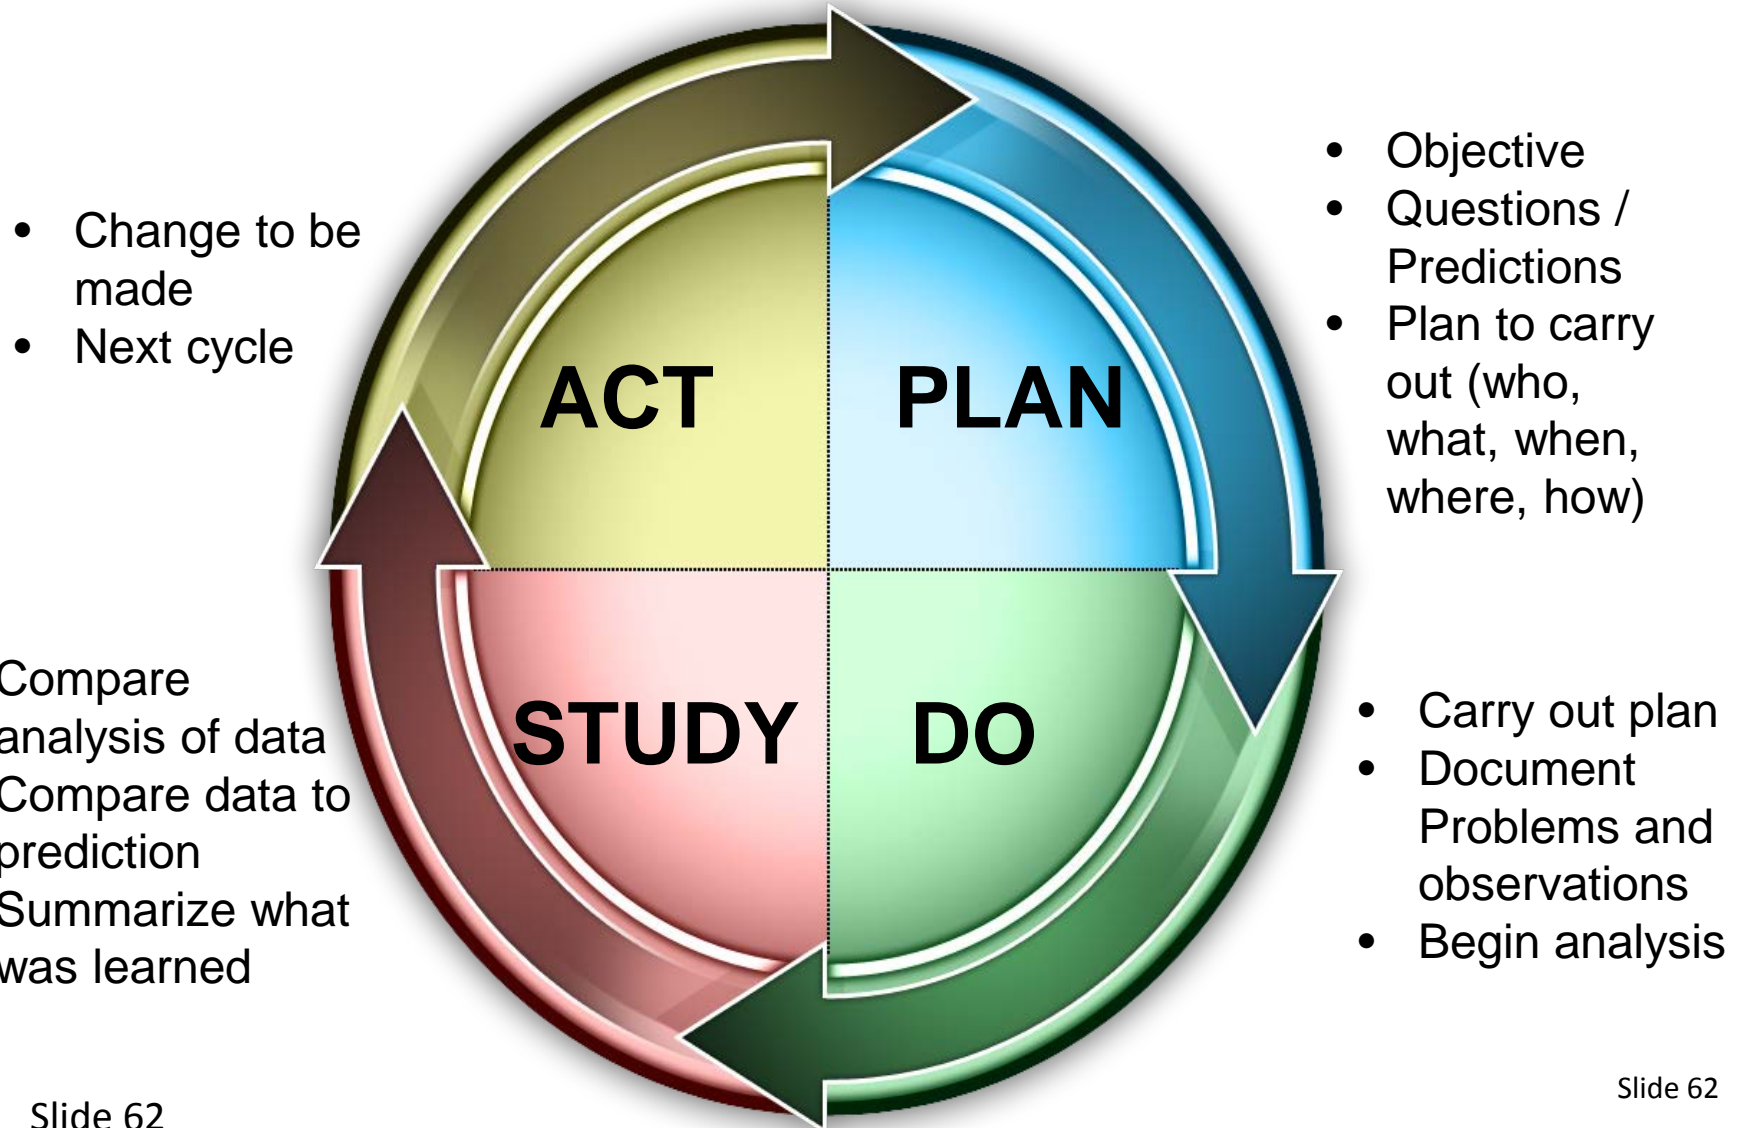 • Change to be
made
• Next cycle
ACT
PLAN
• Objective
• Questions /
Predictions
• Plan to carry
out (who,
what, when,
where, how)
Compare
analysis of data
Compare data to
prediction
Summarize what
was learned
STUDY
DO
• Carry out plan
• Document
Problems and
observations
• Begin analysis
Slide 62
Slide 62